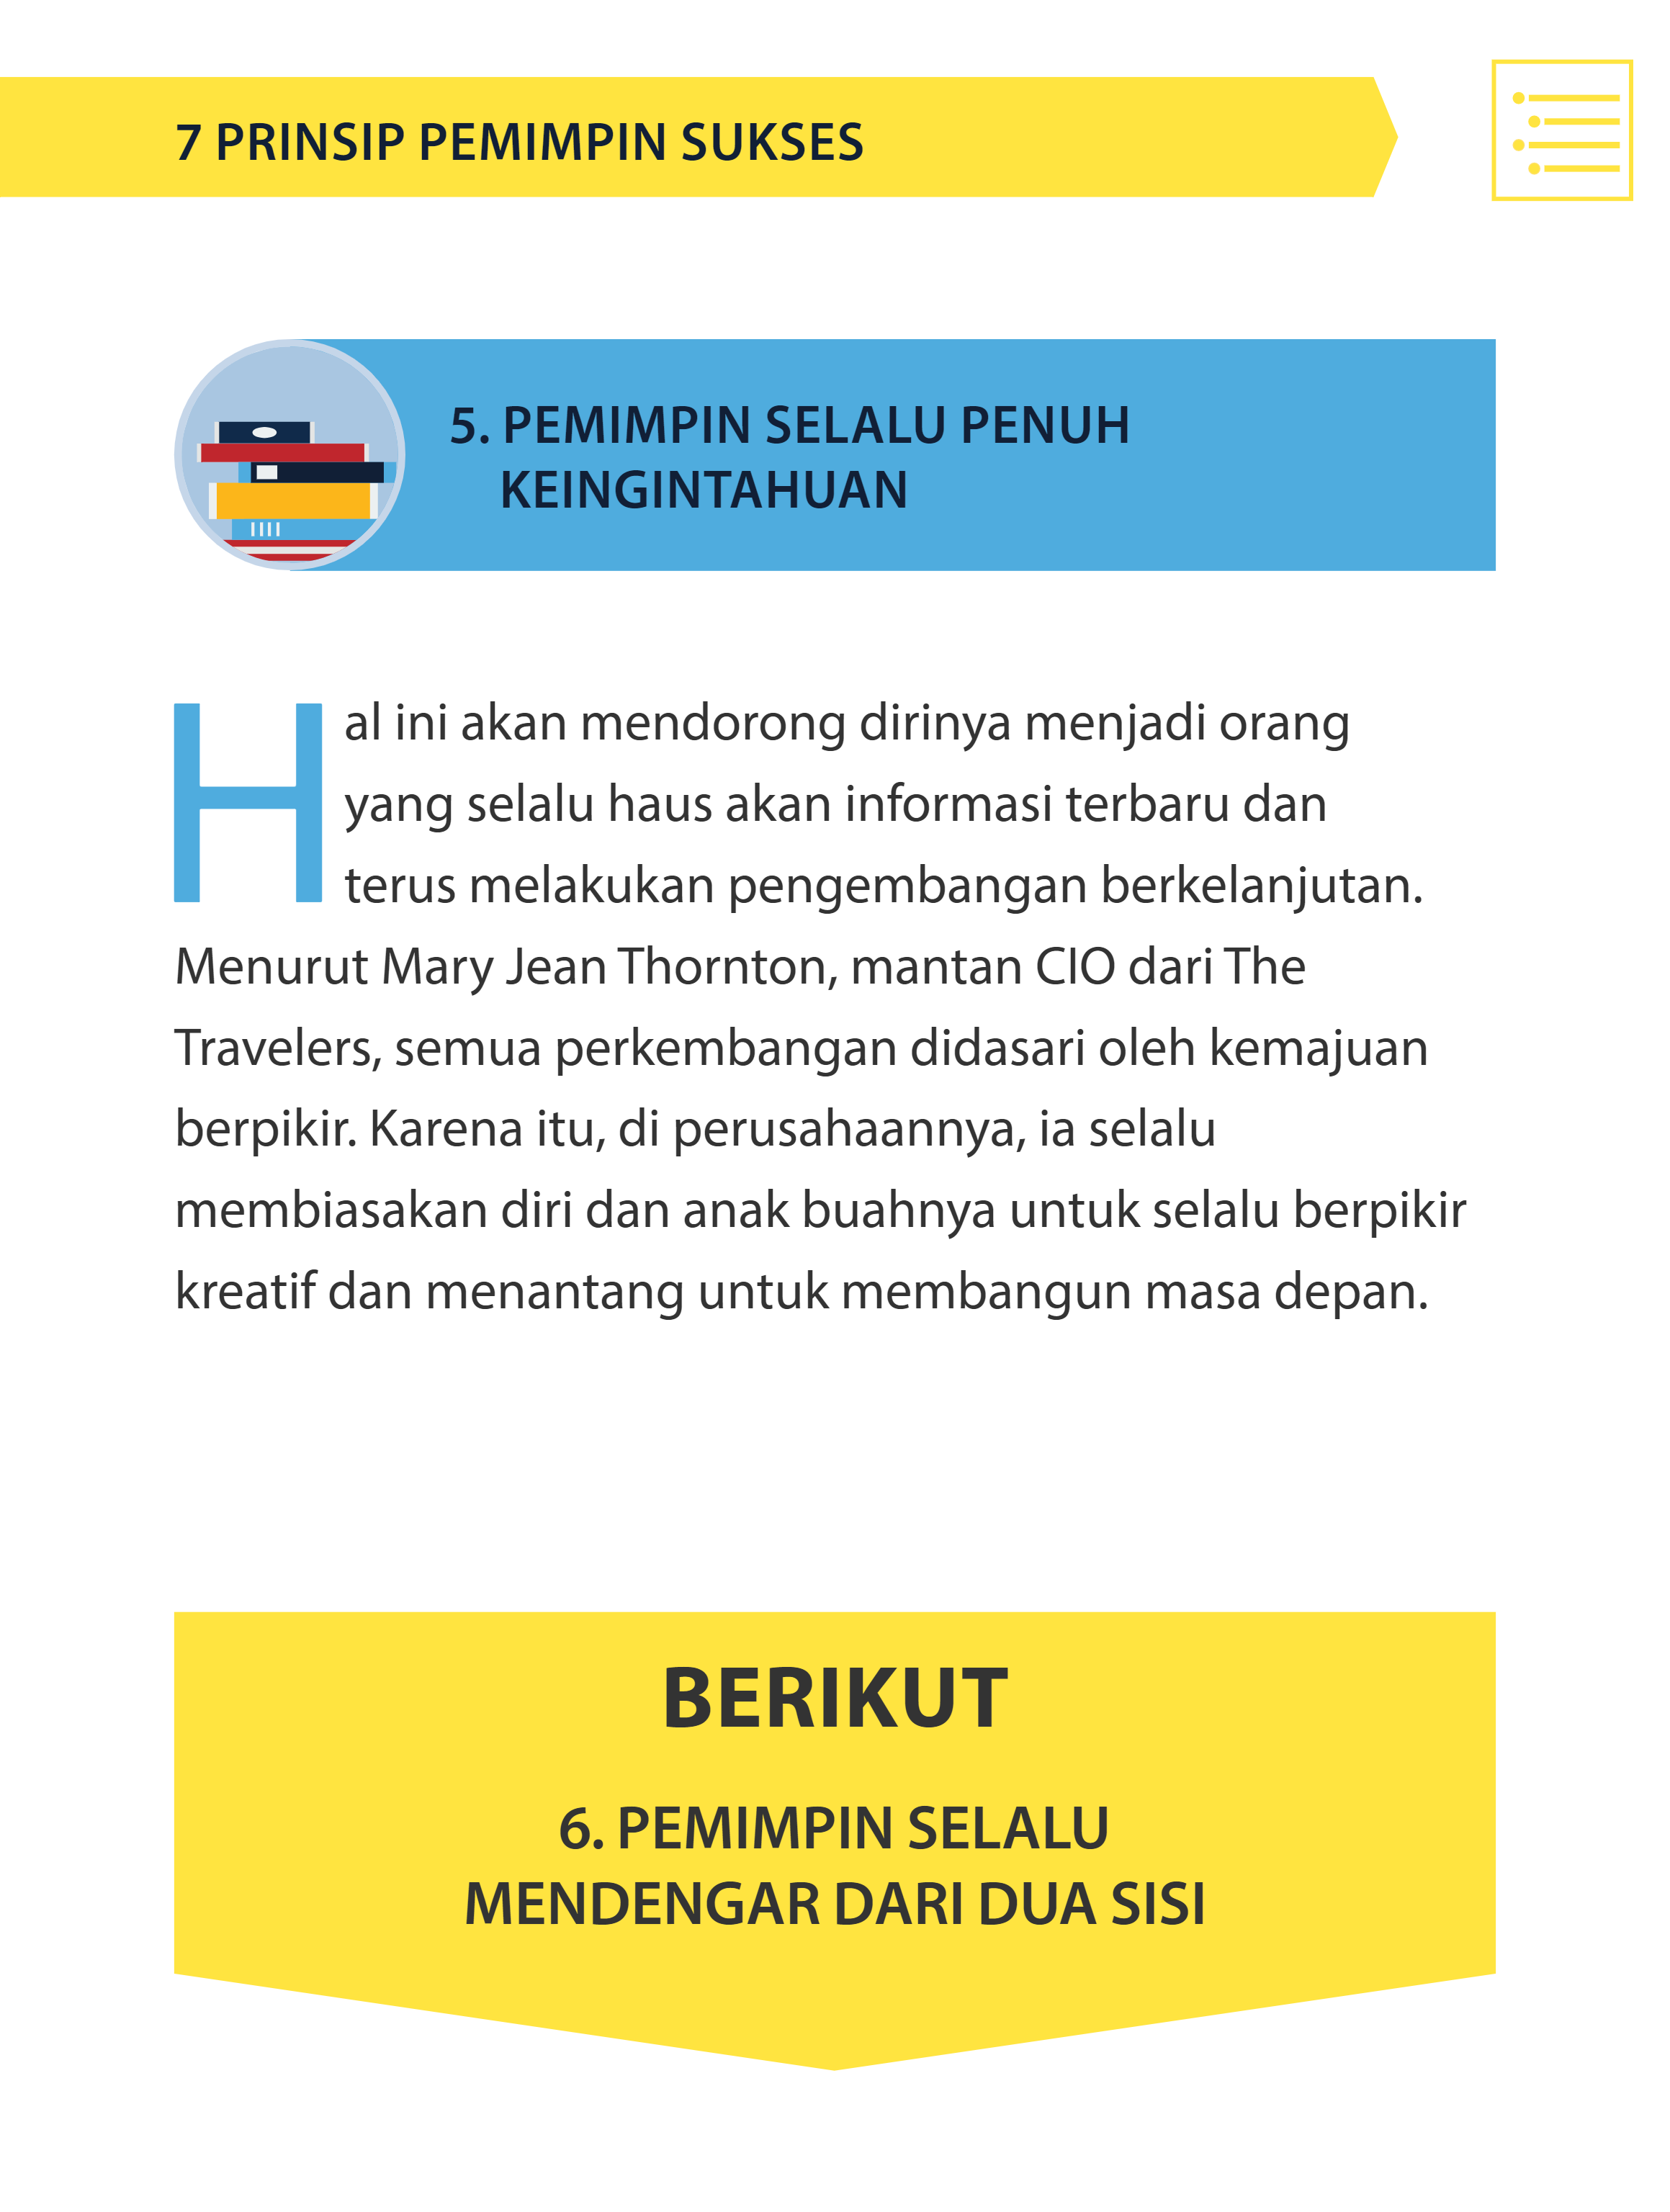 7 PRINSIP PEMIMPIN SUKSES
5. PEMIMPIN SELALU PENUH
KEINGINTAHUAN
Hal ini akan mendorong dirinya menjadi orang
yang selalu haus akan informasi terbaru dan
terus melakukan pengembangan berkelanjutan.
Menurut Mary Jean Thornton, mantan CIO dari The
Travelers, semua perkembangan didasari oleh kemajuan
berpikir. Karena itu, di perusahaannya, ia selalu
membiasakan diri dan anak buahnya untuk selalu berpikir
kreatif dan menantang untuk membangun masa depan.
BERIKUT
6. PEMIMPIN SELALU
MENDENGAR DARI DUA SISI